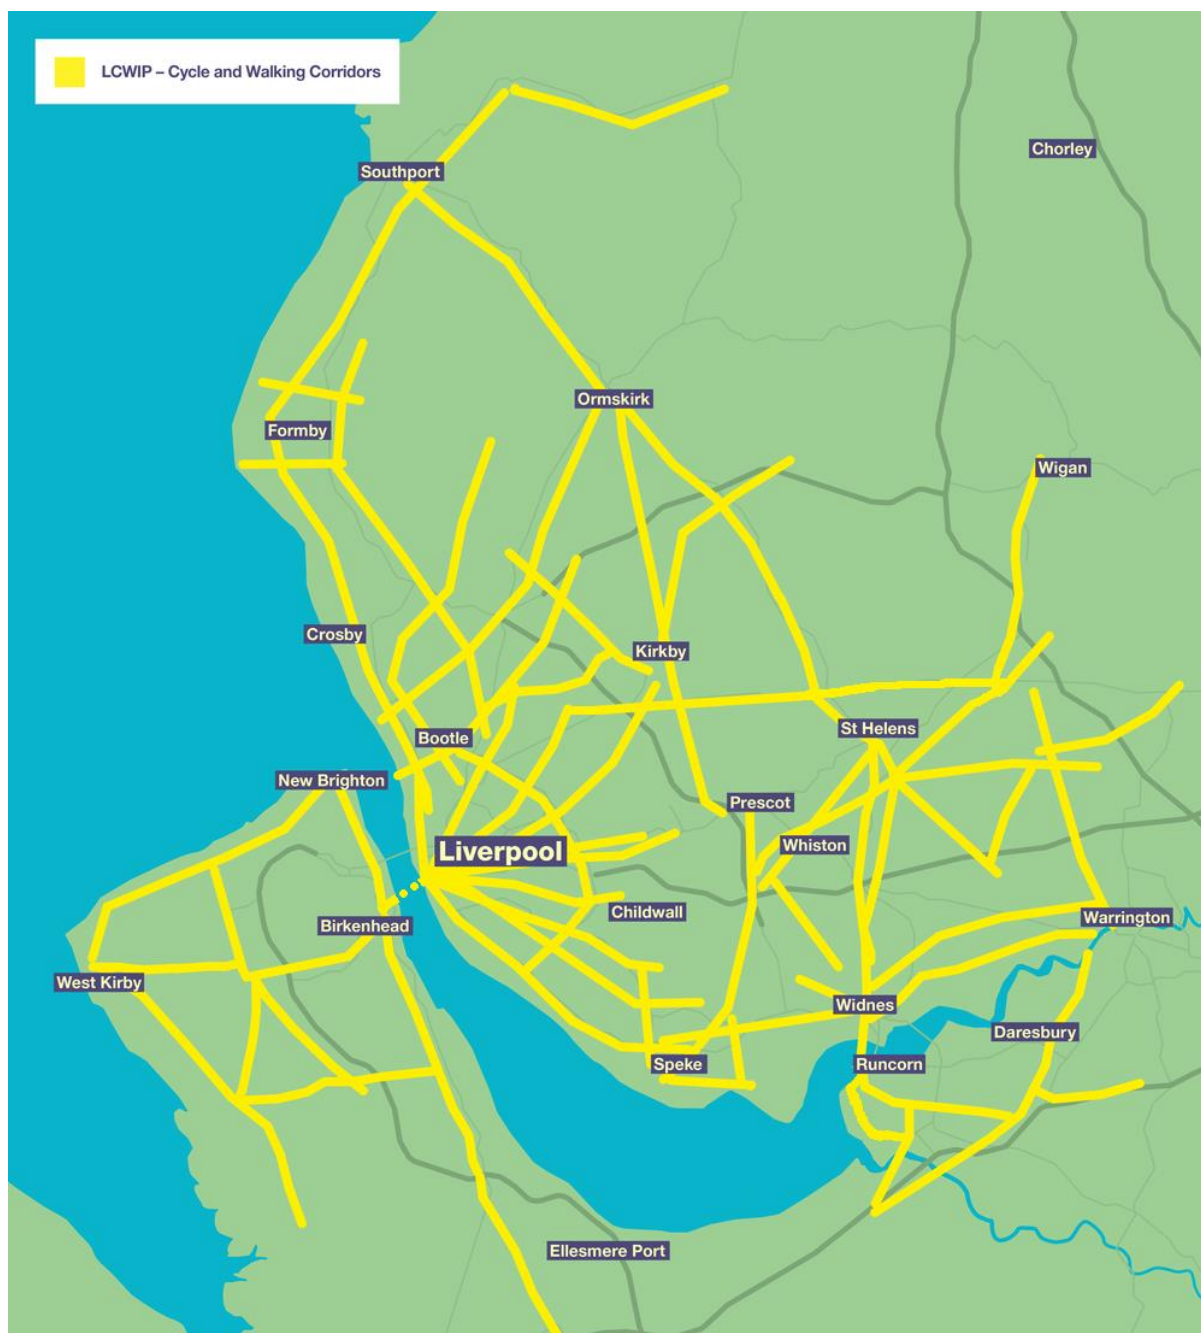 LCWIP – Cycle and Walking Corridors
Chorley
Southport
Ormskirk
Formby
Wigan
Crosby
Kirkby
St Helens
Bootle
New Brighton
Prescot
Whiston
Liverpool
Childwall
Warrington
Birkenhead
West Kirby
Widnes
Daresbury
Speke
Runcorn
Ellesmere Port